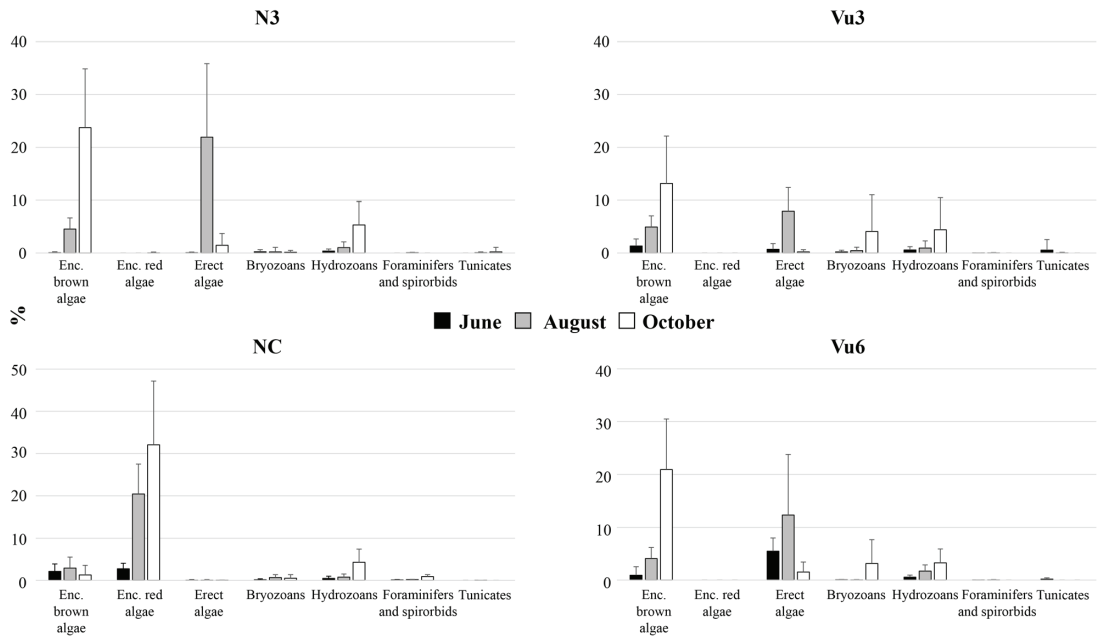 N3
40
30
20
10
0
Enc. brown algae
Enc. red algae
Erect algae
Bryozoans
Hydrozoans
Foraminifers and spirorbids
Tunicates
Vu3
40
30
20
10
0
Enc. brown algae
Enc. red algae
Erect algae
Bryozoans
Hydrozoans
Foraminifers and spirorbids
Tunicates
%
June August October
NC
50
40
30
20
10
0
Enc. brown algae
Enc. red algae
Erect algae
Bryozoans
Hydrozoans
Foraminifers and spirorbids
Tunicates
Vu6
40
30
20
10
0
Enc. brown algae
Enc. red algae
Erect algae
Bryozoans
Hydrozoans
Foraminifers and spirorbids
Tunicates